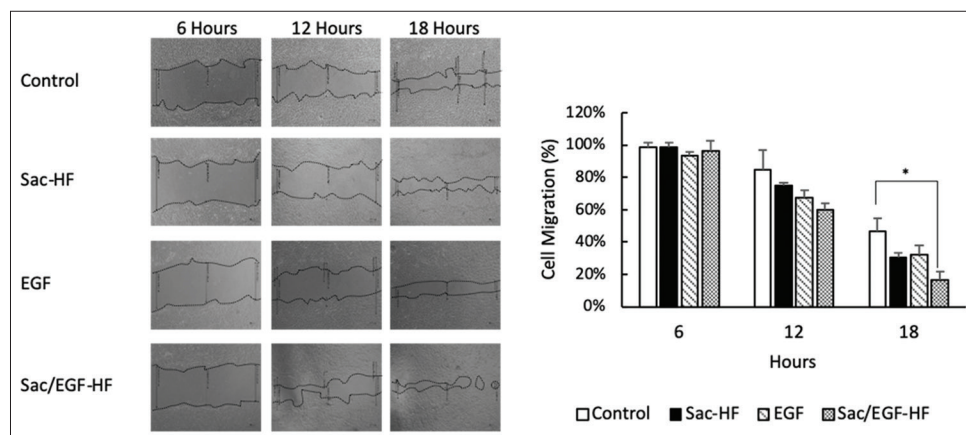 6 Hours 12 Hours 18 Hours
Control
Sac-HF
EGF
Sac/EGF-HF
Cell Migration (%)
120%
100%
80%
60%
40%
20%
0%
*
6 12 18
Hours
Control Sac-HF EGF Sac/EGF-HF